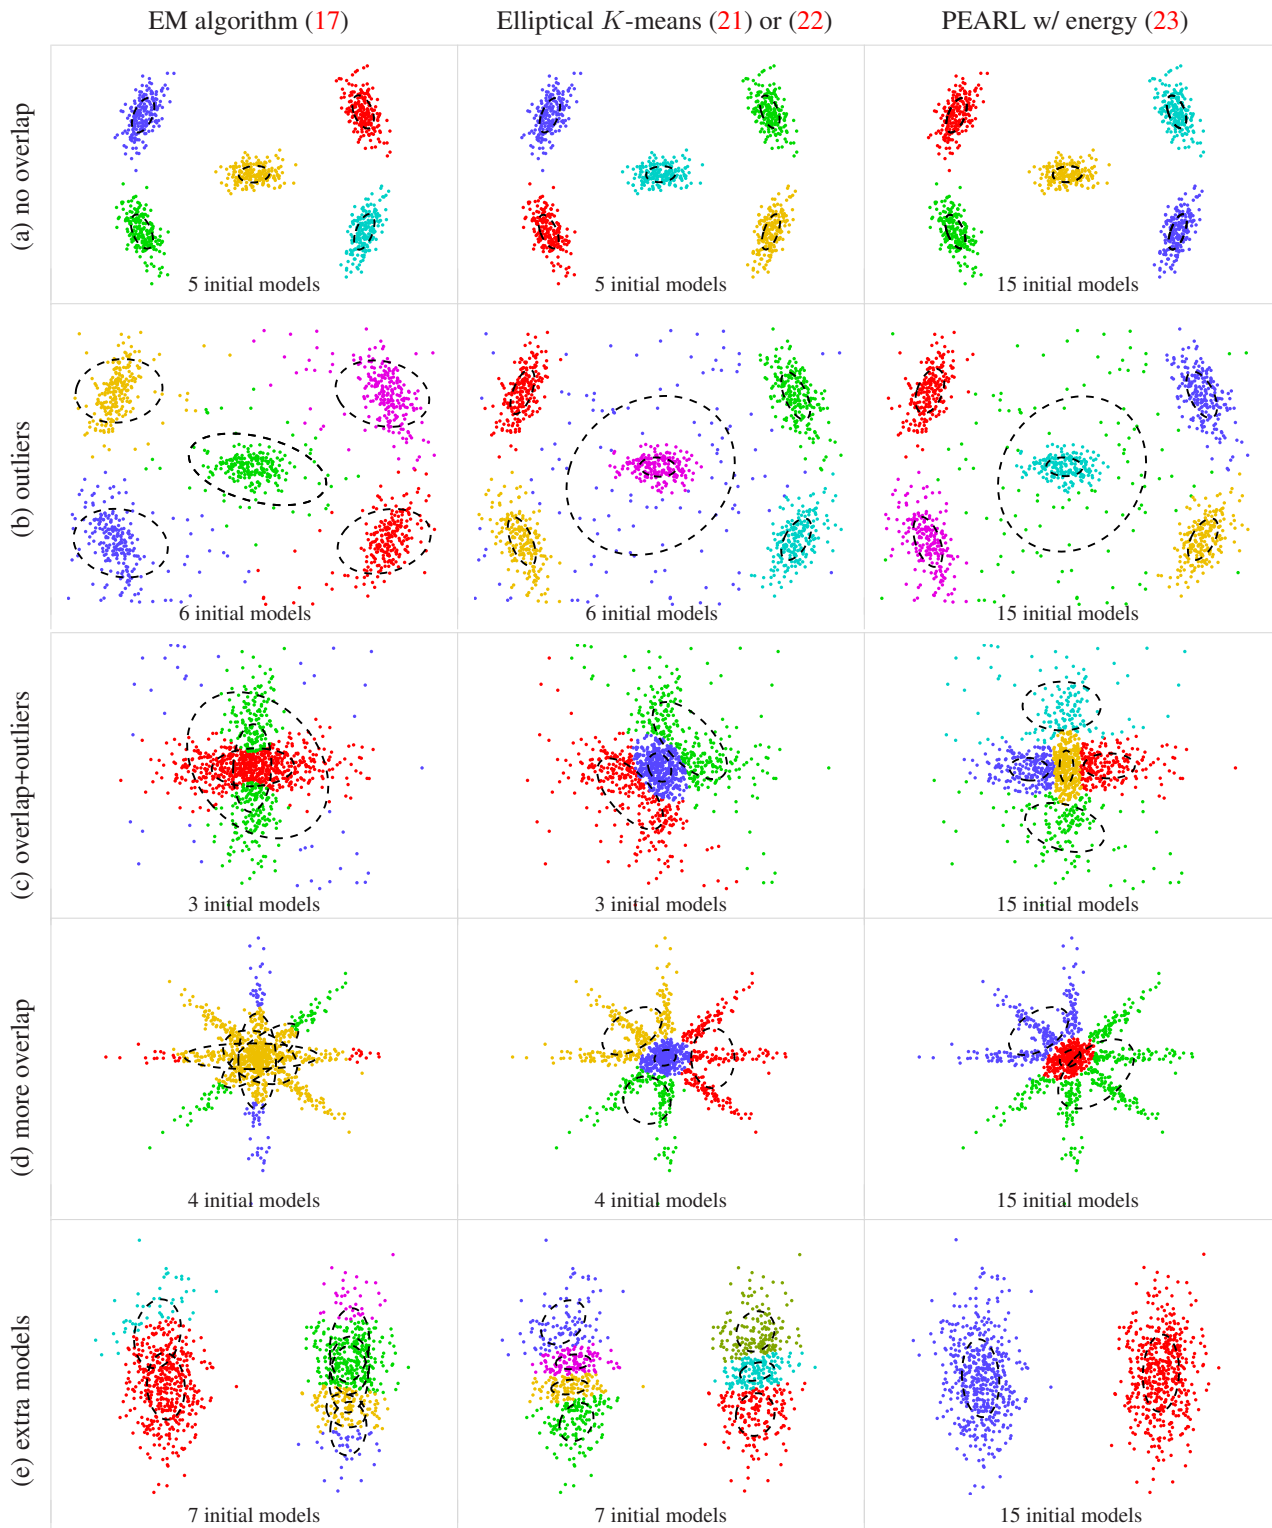 EM algorithm (17)
Elliptical K-means (21) or (22)
PEARL w/ energy (23)
(a) no overlap
5 initial models
5 initial models
15 initial models
(b) outliers
6 initial models
6 initial models
15 initial models
(c) overlap+outliers
3 initial models
3 initial models
15 initial models
(d) more overlap
4 initial models
4 initial models
15 initial models
(e) extra models
7 initial models
7 initial models
15 initial models